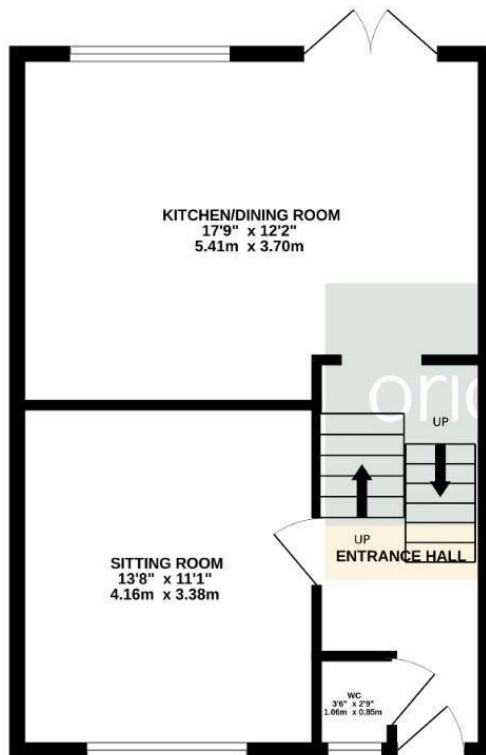 KITCHEN/DINING ROOM
17'9" x 12'2"
5.41m x 3.70m
UP
UP
ENTRANCE HALL
SITTING ROOM
13'8" x 11'1"
4.16m x 3.38m
WC
3'6" x 2'9"
1.06m x 0.85m